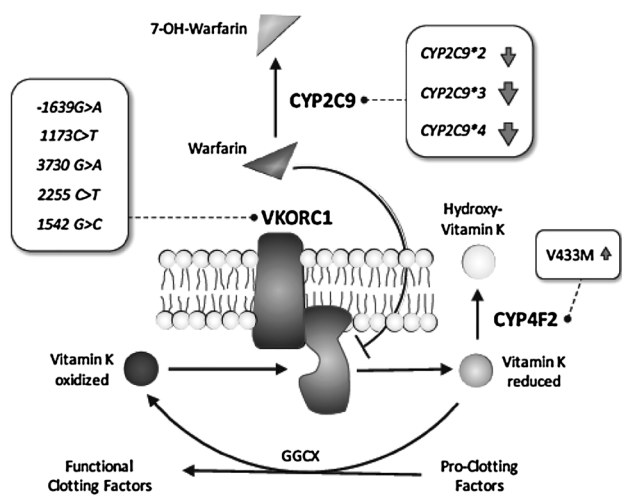 7-OH-Warfarin
CYP2C9*2
CYP2C9*3
CYP2C9*4
CYP2C9
-1639G>A
1173C>T
3730 G>A
2255 C>T
1542 G>C
Warfarin
VKORC1
Hydroxy-
Vitamin K
V433M
CYP4F2
Vitamin K
oxidized
Vitamin K
reduced
GGCX
Functional
Clotting Factors
Pro-Clotting
Factors